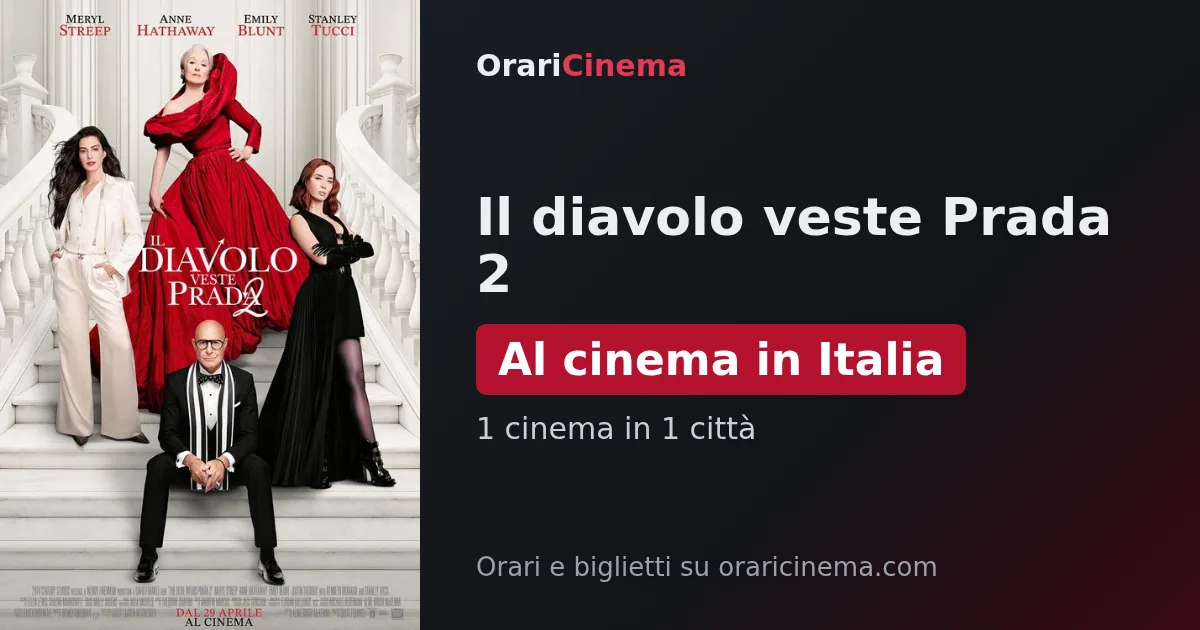 MERYL STREEP
ANNE HATHAWAY
EMILY BLUNT
STANLEY TUCCI
IL
DIAVOLO
VESTE
PRADA 2
DAL 29 APRILE
AL CINEMA
OrariCinema
Il diavolo veste Prada
2
Al cinema in Italia
1 cinema in 1 città
Orari e biglietti su oraricinema.com